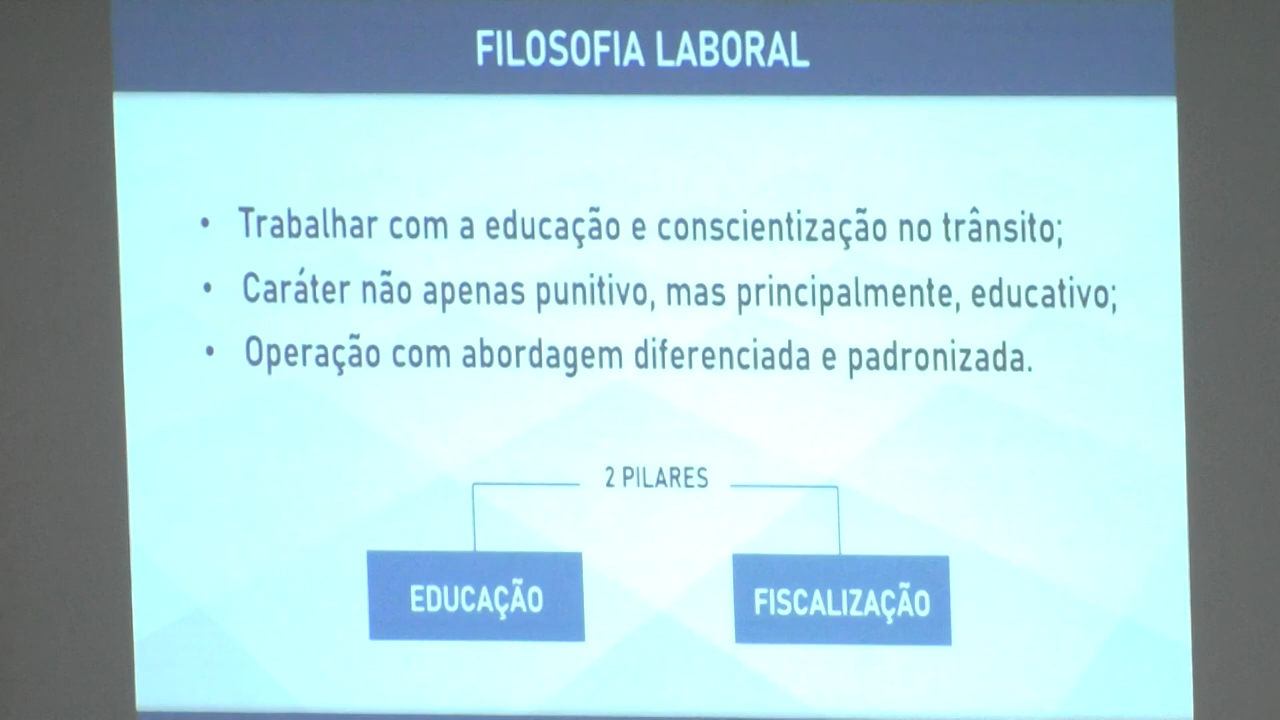 FILOSOFIA LABORAL
• Trabalhar com a educação e conscientização no trânsito;
• Caráter não apenas punitivo, mas principalmente, educativo;
• Operação com abordagem diferenciada e padronizada.
2 PILARES
EDUCAÇÃO
FISCALIZAÇÃO